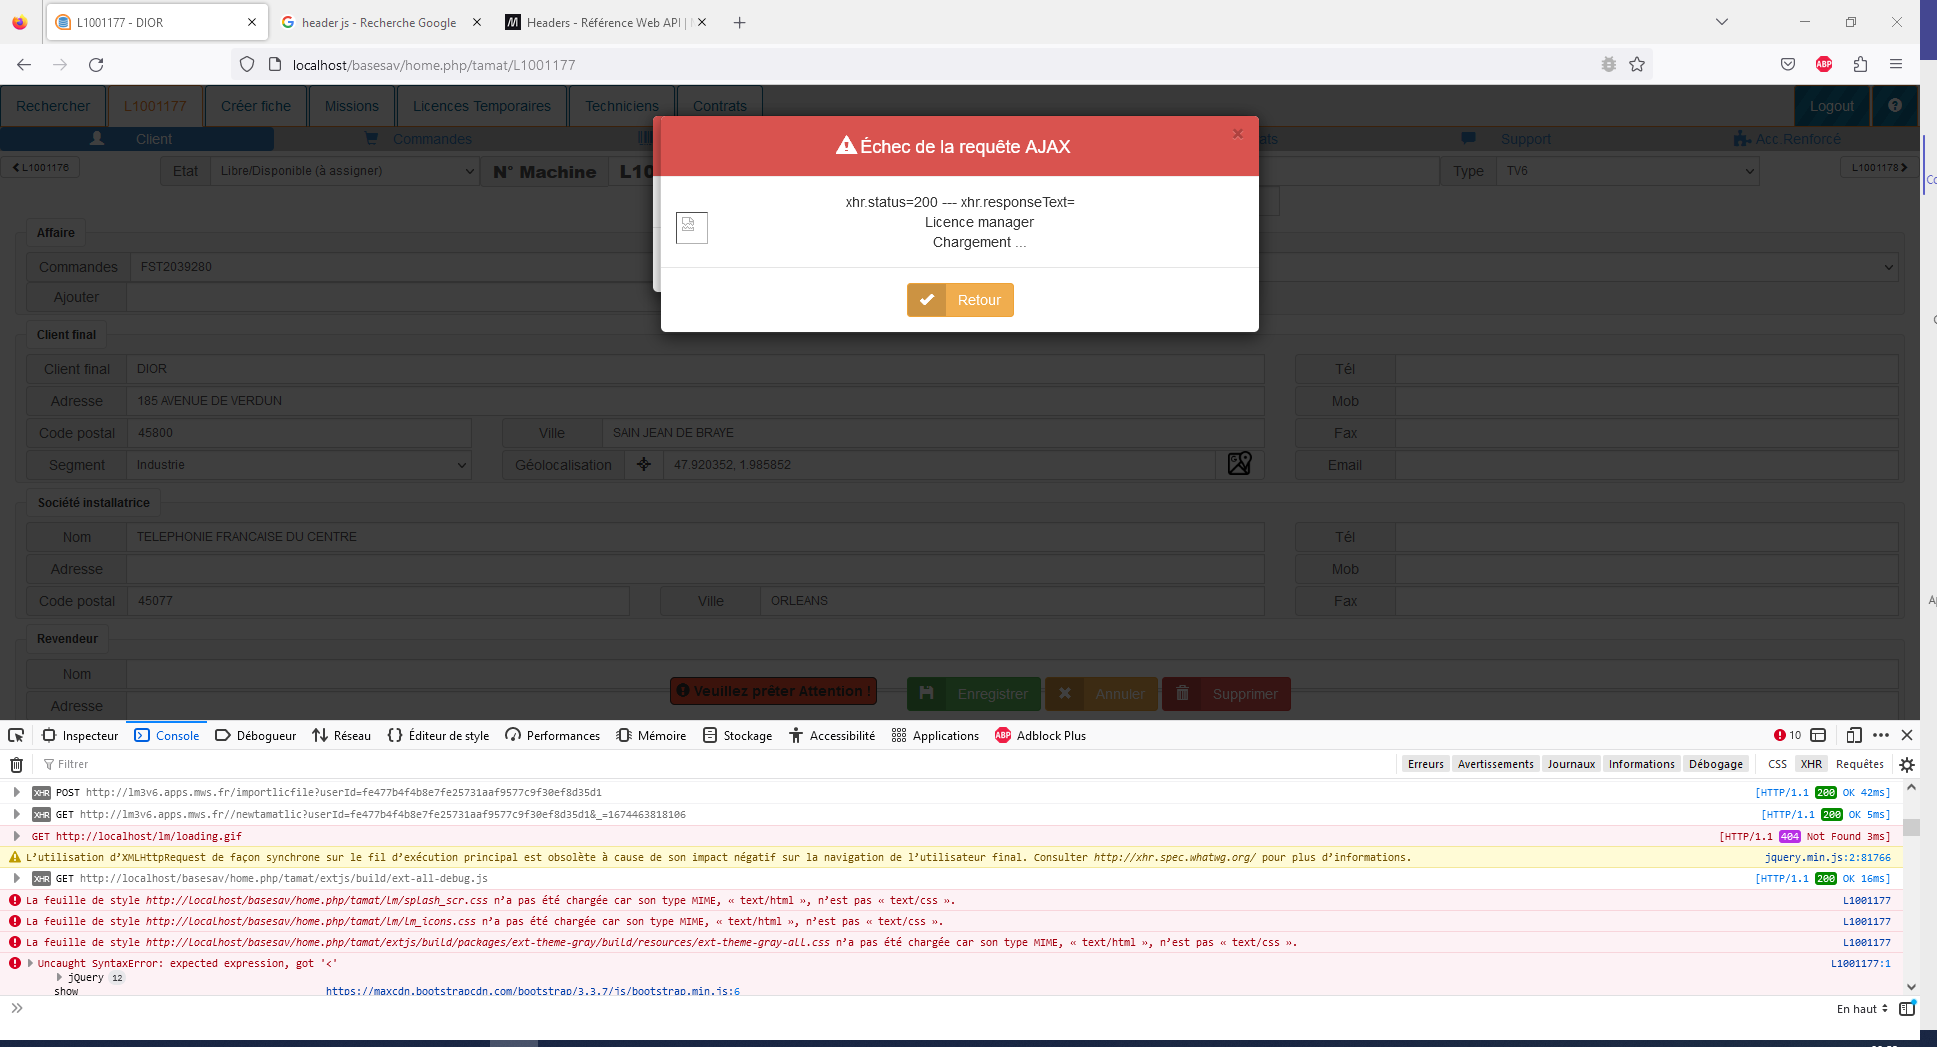 L1001177 - DIOR
header js - Recherche Google
Headers - Référence Web API |
localhost/basesav/home.php/tamat/L1001177
ABP
Rechercher
L1001177
Créer fiche
Missions
Licences Temporaires
Techniciens
Contrats
Logout
Client
Commandes
ats
Support
Acc.Renforcé
L1001176
Etat
Libre/Disponible (à assigner)
N° Machine
L10
Type
TV6
L1001178
Échec de la requête AJAX
×
xhr.status=200 --- xhr.responseText=
Licence manager
Chargement ...
Retour
Affaire
Commandes
FST2039280
Ajouter
Client final
Client final
DIOR
Tél
Adresse
185 AVENUE DE VERDUN
Mob
Code postal
45800
Ville
SAIN JEAN DE BRAYE
Fax
Segment
Industrie
Géolocalisation
47.920352, 1.985852
Email
Société installatrice
Nom
TELEPHONIE FRANCAISE DU CENTRE
Tél
Adresse
Mob
Code postal
45077
Ville
ORLEANS
Fax
Revendeur
Nom
Adresse
Veuillez prêter Attention !
Enregistrer
Annuler
Supprimer
Inspecteur
Console
Débogueur
Réseau
Éditeur de style
Performances
Mémoire
Stockage
Accessibilité
Applications
ABP
Adblock Plus
10
Filtrer
Erreurs
Avertissements
Journaux
Informations
Débogage
CSS
XHR
Requêtes
XHR POST http://lm3v6.apps.mws.fr/importlicfile?userId=fe477b4f4b8e7fe25731aaf9577c9f30ef8d35d1 [HTTP/1.1 200 OK 42ms]
XHR GET http://lm3v6.apps.mws.fr//newtamatlic?userId=fe477b4f4b8e7fe25731aaf9577c9f30ef8d35d1&_=1674463818106 [HTTP/1.1 200 OK 5ms]
GET http://localhost/lm/loading.gif [HTTP/1.1 404 Not Found 3ms]
L’utilisation d’XMLHttpRequest de façon synchrone sur le fil d’exécution principal est obsolète à cause de son impact négatif sur la navigation de l’utilisateur final. Consulter http://xhr.spec.whatwg.org/ pour plus d’informations. jquery.min.js:2:81766
XHR GET http://localhost/basesav/home.php/tamat/extjs/build/ext-all-debug.js [HTTP/1.1 200 OK 16ms]
La feuille de style http://localhost/basesav/home.php/tamat/lm/splash_scr.css n’a pas été chargée car son type MIME, « text/html », n’est pas « text/css ». L1001177
La feuille de style http://localhost/basesav/home.php/tamat/lm/lm_icons.css n’a pas été chargée car son type MIME, « text/html », n’est pas « text/css ». L1001177
La feuille de style http://localhost/basesav/home.php/tamat/extjs/build/packages/ext-theme-gray/build/resources/ext-theme-gray-all.css n’a pas été chargée car son type MIME, « text/html », n’est pas « text/css ». L1001177
Uncaught SyntaxError: expected expression, got '<' L1001177:1
jQuery 12
show https://maxcdn.bootstrapcdn.com/bootstrap/3.3.7/js/bootstrap.min.js:6
En haut